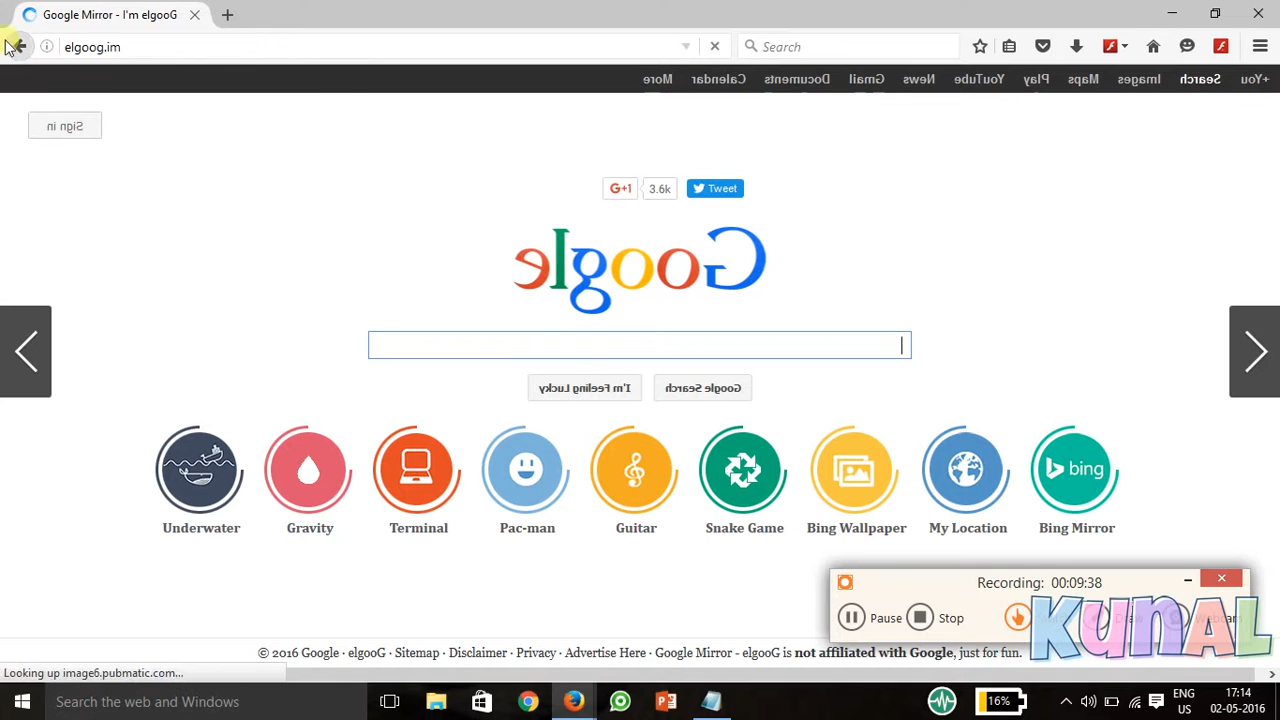 Google Mirror - I'm elgooG
elgoog.im
Search
More Calendar Documents Gmail News YouTube Play Maps Images Search +You
Sign in
G+1 3.6k Tweet
Google
I'm Feeling Lucky Google Search
bing
Underwater Gravity Terminal Pac-man Guitar Snake Game Bing Wallpaper My Location Bing Mirror
Recording: 00:09:38
Pause Stop
KUNAL
© 2016 Google · elgooG · Sitemap · Disclaimer · Privacy · Advertise Here · Google Mirror - elgooG is not affiliated with Google, just for fun.
Looking up image6.pubmatic.com...
Search the web and Windows
16%
ENG
US
17:14
02-05-2016